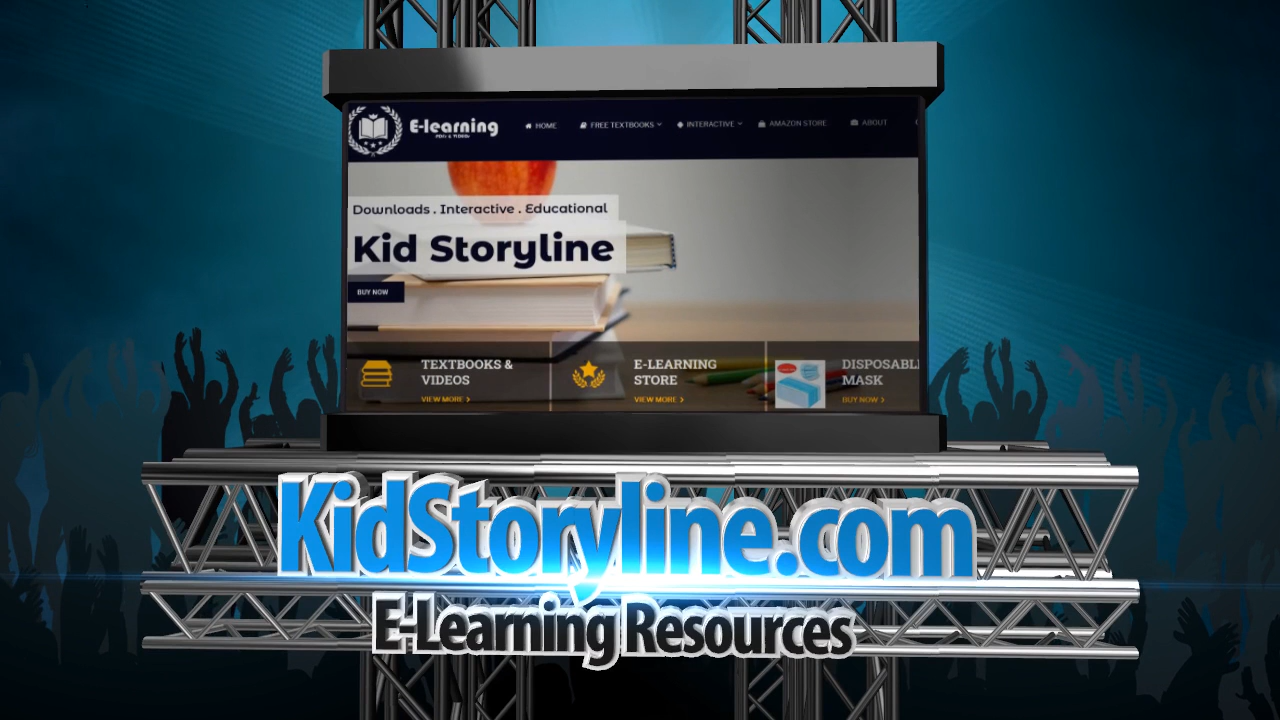 E-learning
HOME
FREE TEXTBOOKS
INTERACTIVE
AMAZON STORE
ABOUT
Downloads . Interactive . Educational
Kid Storyline
BUY NOW
TEXTBOOKS &
VIDEOS
VIEW MORE
E-LEARNING
STORE
VIEW MORE
DISPOSABL
MASK
BUY NOW
KidStoryline.com
E-Learning Resources